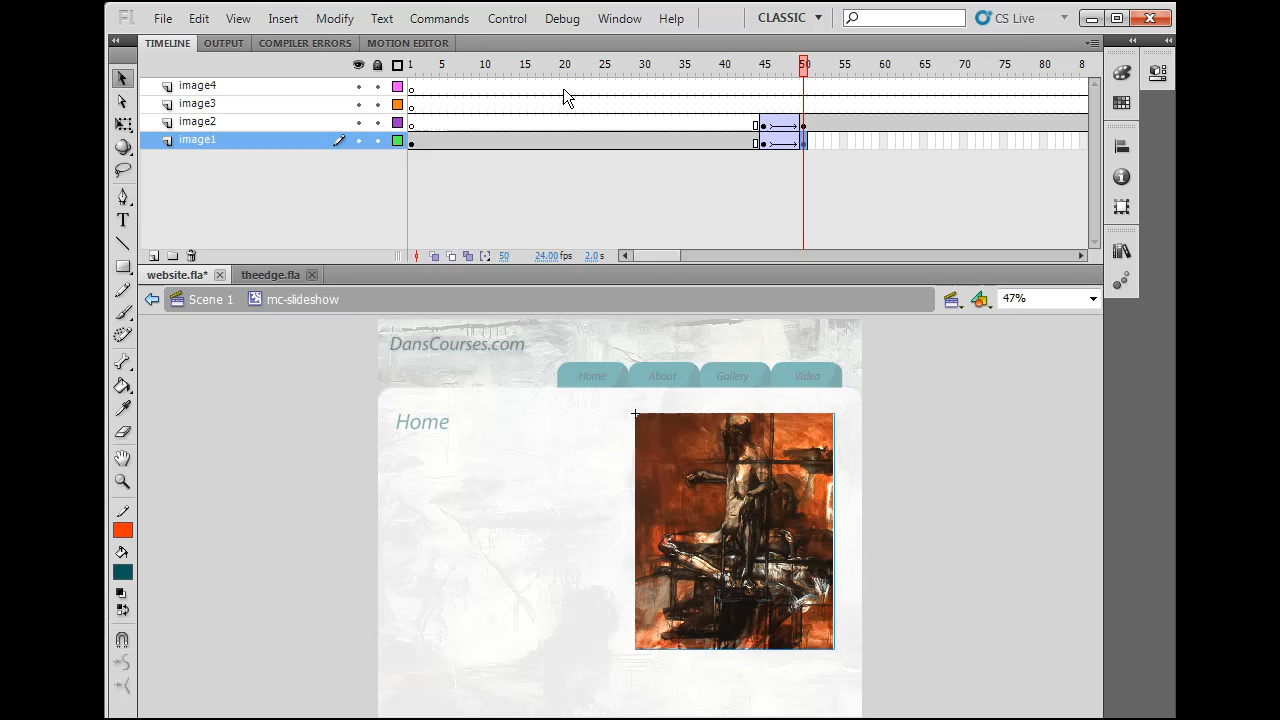 Fl File Edit View Insert Modify Text Commands Control Debug Window Help CLASSIC CS Live
TIMELINE OUTPUT COMPILER ERRORS MOTION EDITOR
1 5 10 15 20 25 30 35 40 45 50 55 60 65 70 75 80 8
image4
image3
image2
image1
50 24.00 fps 2.0 s
website.fla* theedge.fla
Scene 1 mc-slideshow 47%
DansCourses.com
Home About Gallery Video
Home
T